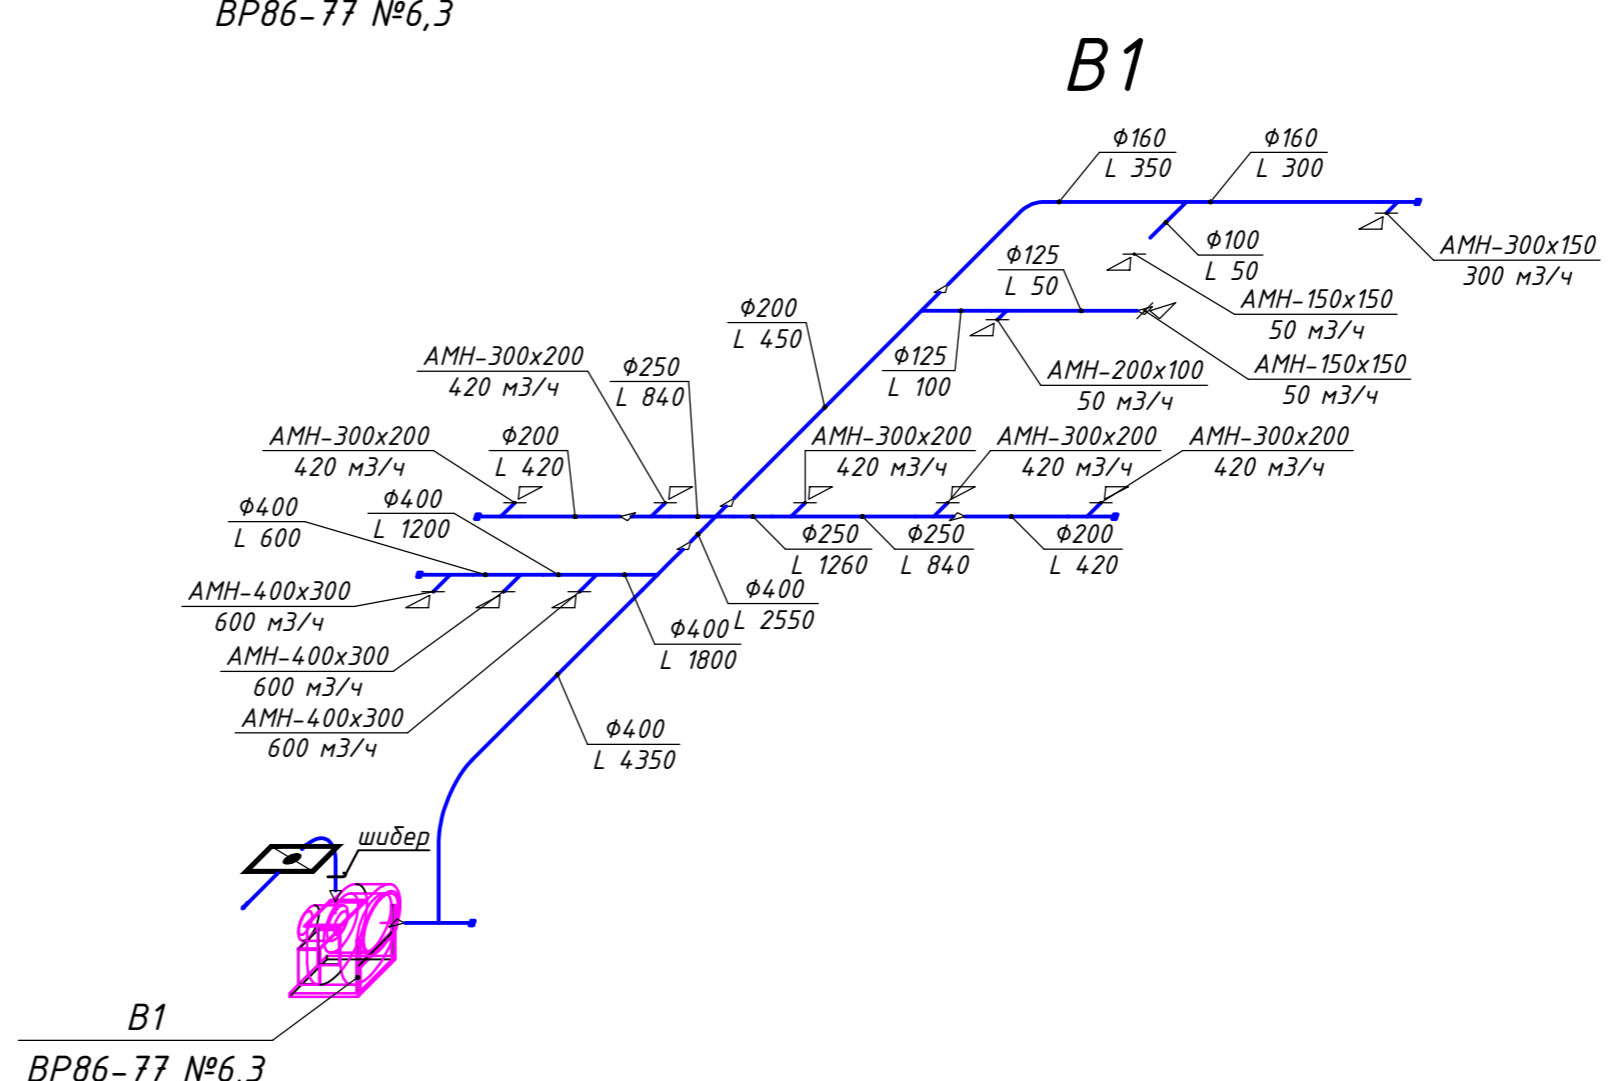 ВР86-77 №6,3
В1
Ф160
L 350
Ф160
L 300
АМН-300х150
300 м3/ч
Ф100
L 50
Ф125
L 50
АМН-150х150
50 м3/ч
Ф200
L 450
АМН-300х200
420 м3/ч
Ф250
L 840
Ф125
L 100
АМН-200х100
50 м3/ч
АМН-150х150
50 м3/ч
АМН-300х200
420 м3/ч
Ф200
L 420
АМН-300х200
420 м3/ч
АМН-300х200
420 м3/ч
АМН-300х200
420 м3/ч
Ф400
L 600
Ф400
L 1200
Ф250
L 1260
Ф250
L 840
Ф200
L 420
АМН-400х300
600 м3/ч
Ф400
L 2550
Ф400
L 1800
АМН-400х300
600 м3/ч
АМН-400х300
600 м3/ч
Ф400
L 4350
шибер
В1
ВР86-77 №6,3